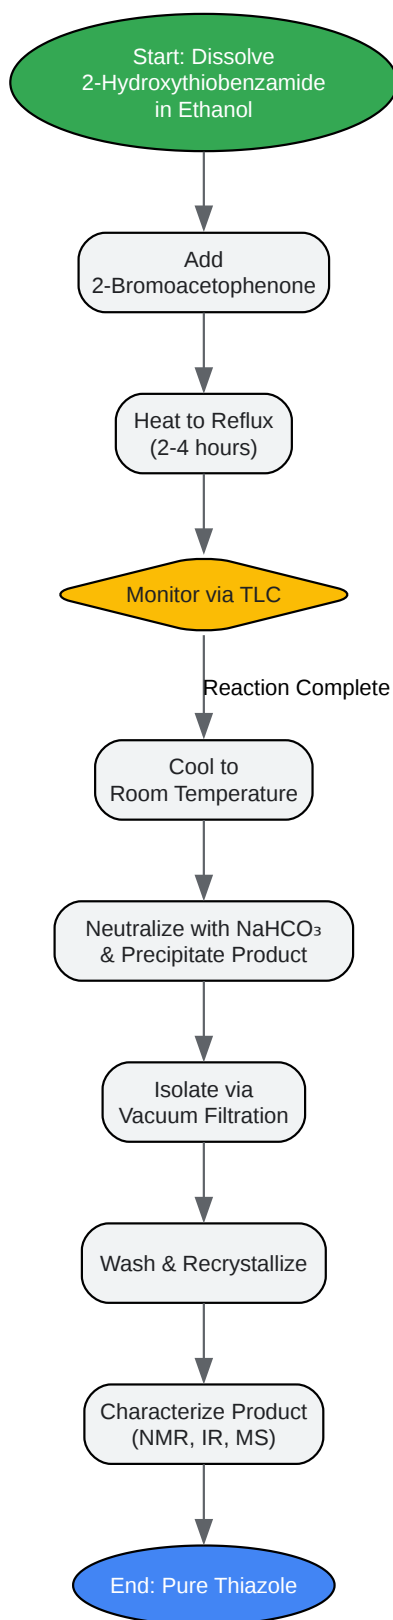 Start: Dissolve
2-Hydroxythiobenzamide
in Ethanol
Add
2-Bromoacetophenone
Heat to Reflux
(2-4 hours)
Monitor via TLC
Reaction Complete
Cool to
Room Temperature
Neutralize with NaHCO₃
& Precipitate Product
Isolate via
Vacuum Filtration
Wash & Recrystallize
Characterize Product
(NMR, IR, MS)
End: Pure Thiazole